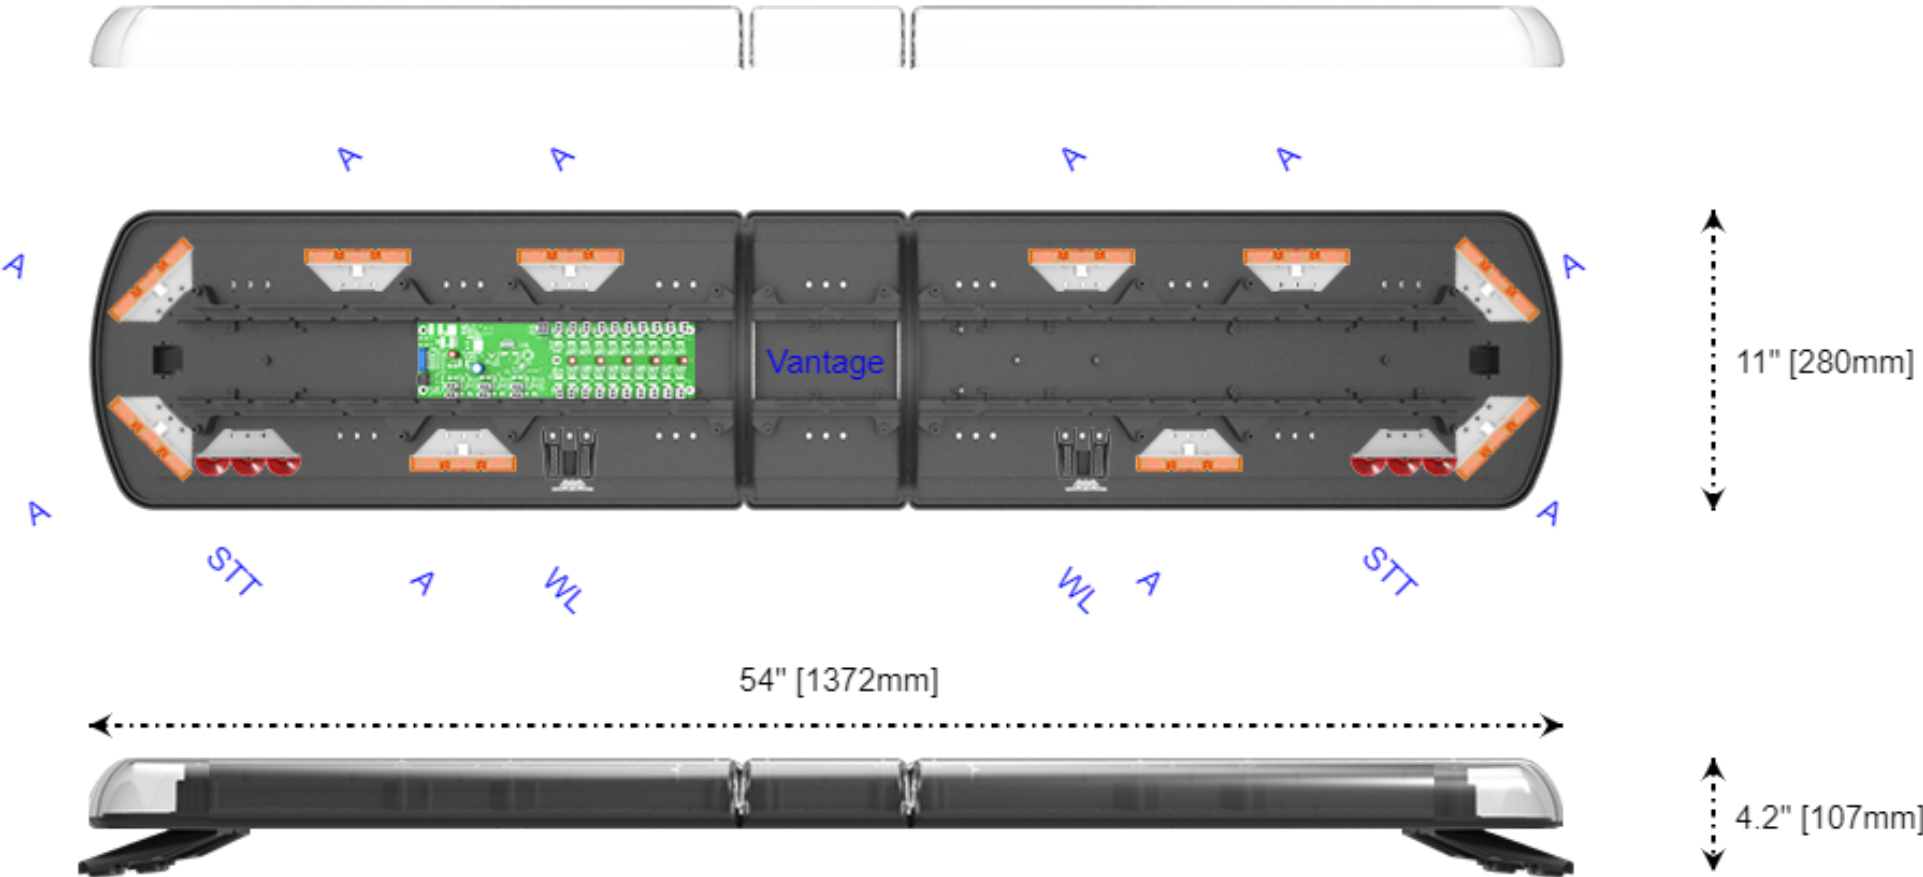 A A A A
A A
11" [280mm]
Vantage
A A
STT A WL WL A STT
54" [1372mm]
4.2" [107mm]